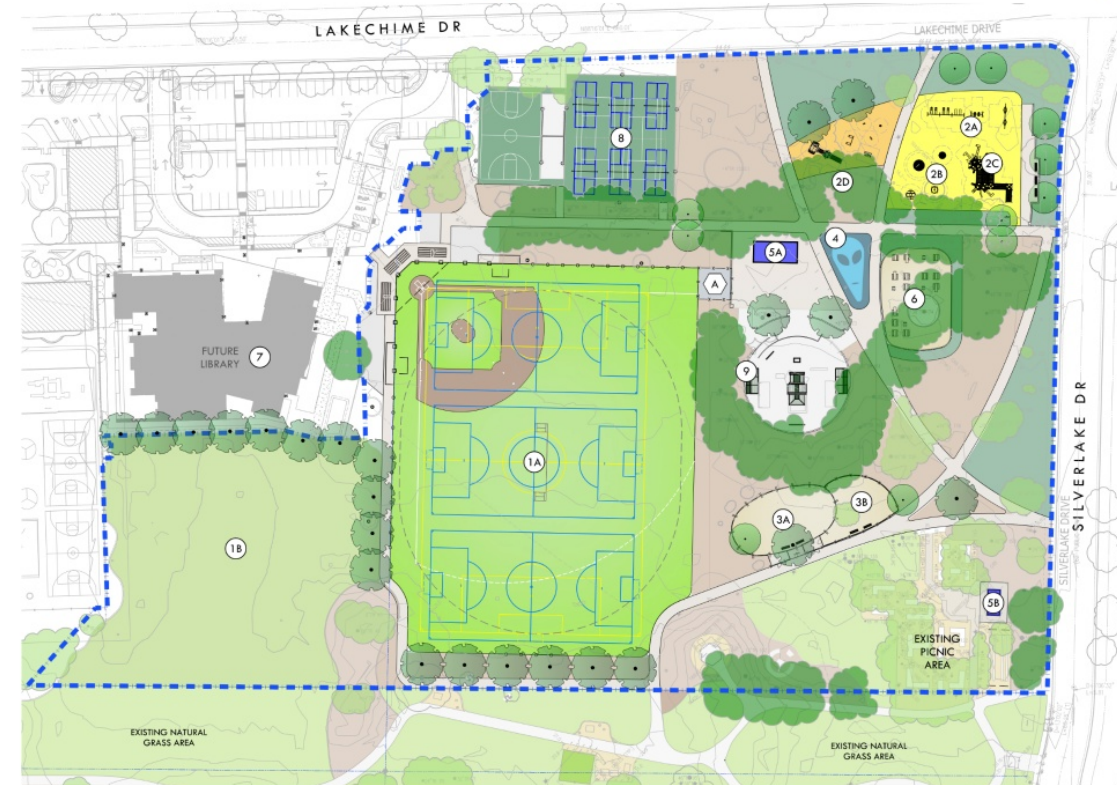 LAKECHIME DR
LAKECHIME DRIVE
8
2A
2B
2C
2D
4
5A
A
6
FUTURE
LIBRARY
7
9
1A
3A
3B
1B
SILVERLAKE DR
SILVERLAKE DRIVE
5B
EXISTING
PICNIC
AREA
EXISTING NATURAL
GRASS AREA
EXISTING NATURAL
GRASS AREA